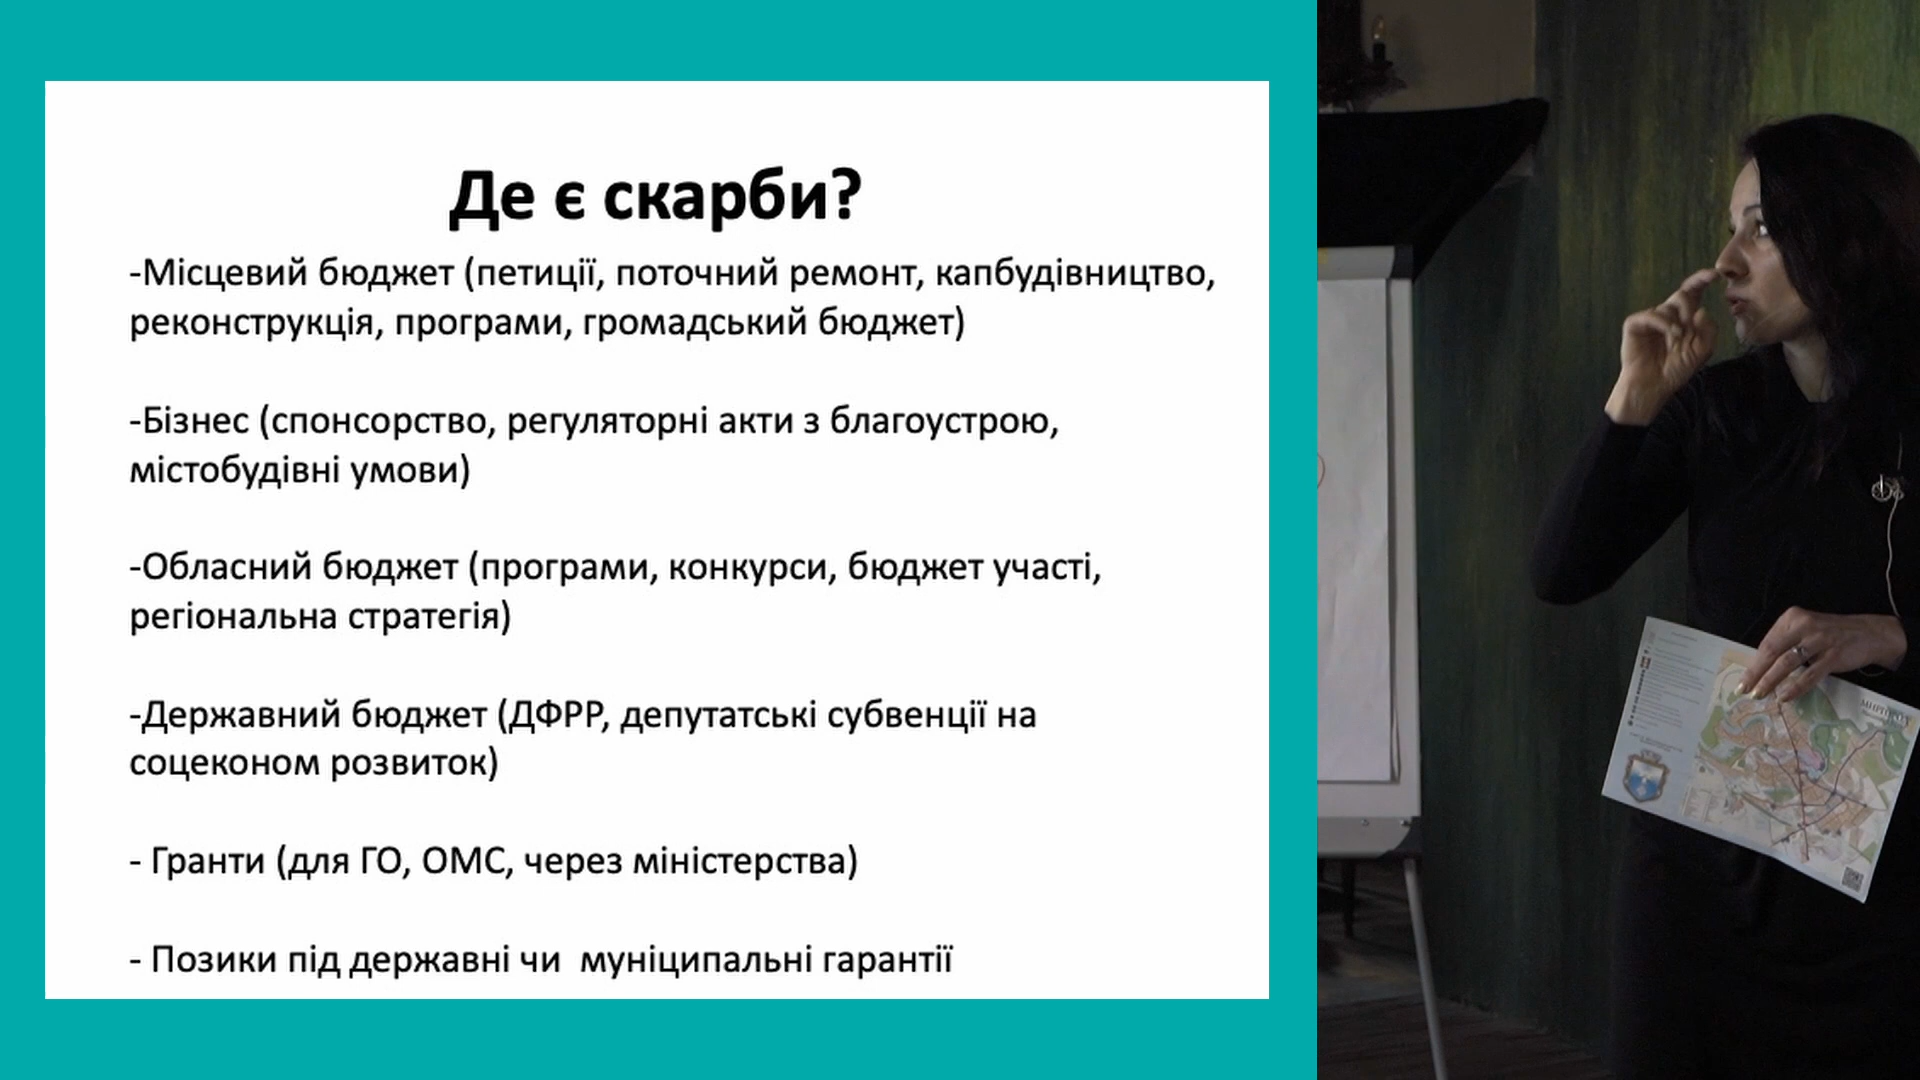 Де є скарби?
-Місцевий бюджет (петиції, поточний ремонт, капбудівництво,
реконструкція, програми, громадський бюджет)
-Бізнес (спонсорство, регуляторні акти з благоустрою,
містобудівні умови)
-Обласний бюджет (програми, конкурси, бюджет участі,
регіональна стратегія)
-Державний бюджет (ДФРР, депутатські субвенції на
соцеконом розвиток)
- Гранти (для ГО, ОМС, через міністерства)
- Позики під державні чи  муніципальні гарантії